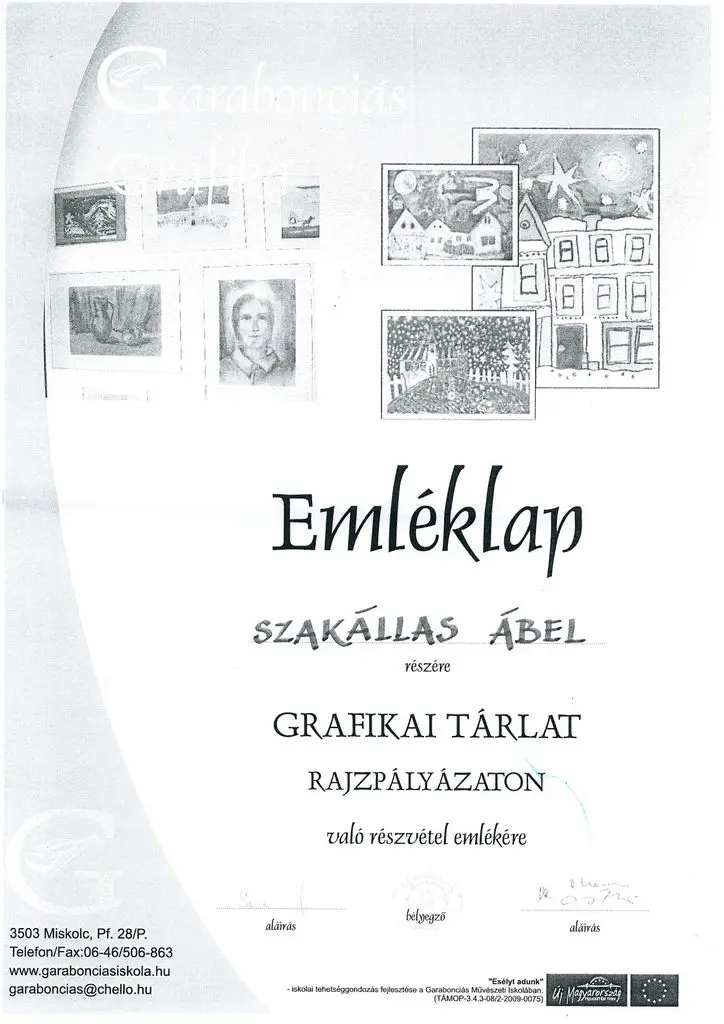 Garabonciás
Grafika
Emléklap
SZAKÁLLAS ÁBEL
részére
GRAFIKAI TÁRLAT
RAJZPÁLYÁZATON
való részvétel emlékére
aláírás
bélyegző
aláírás
3503 Miskolc, Pf. 28/P.
Telefon/Fax:06-46/506-863
www.garabonciasiskola.hu
garaboncias@chello.hu
"Esélyt adunk"
- iskolai tehetséggondozás fejlesztése a Garabonciás Művészeti Iskolában.
(TÁMOP-3.4.3-08/2-2009-0075)
Új Magyarország